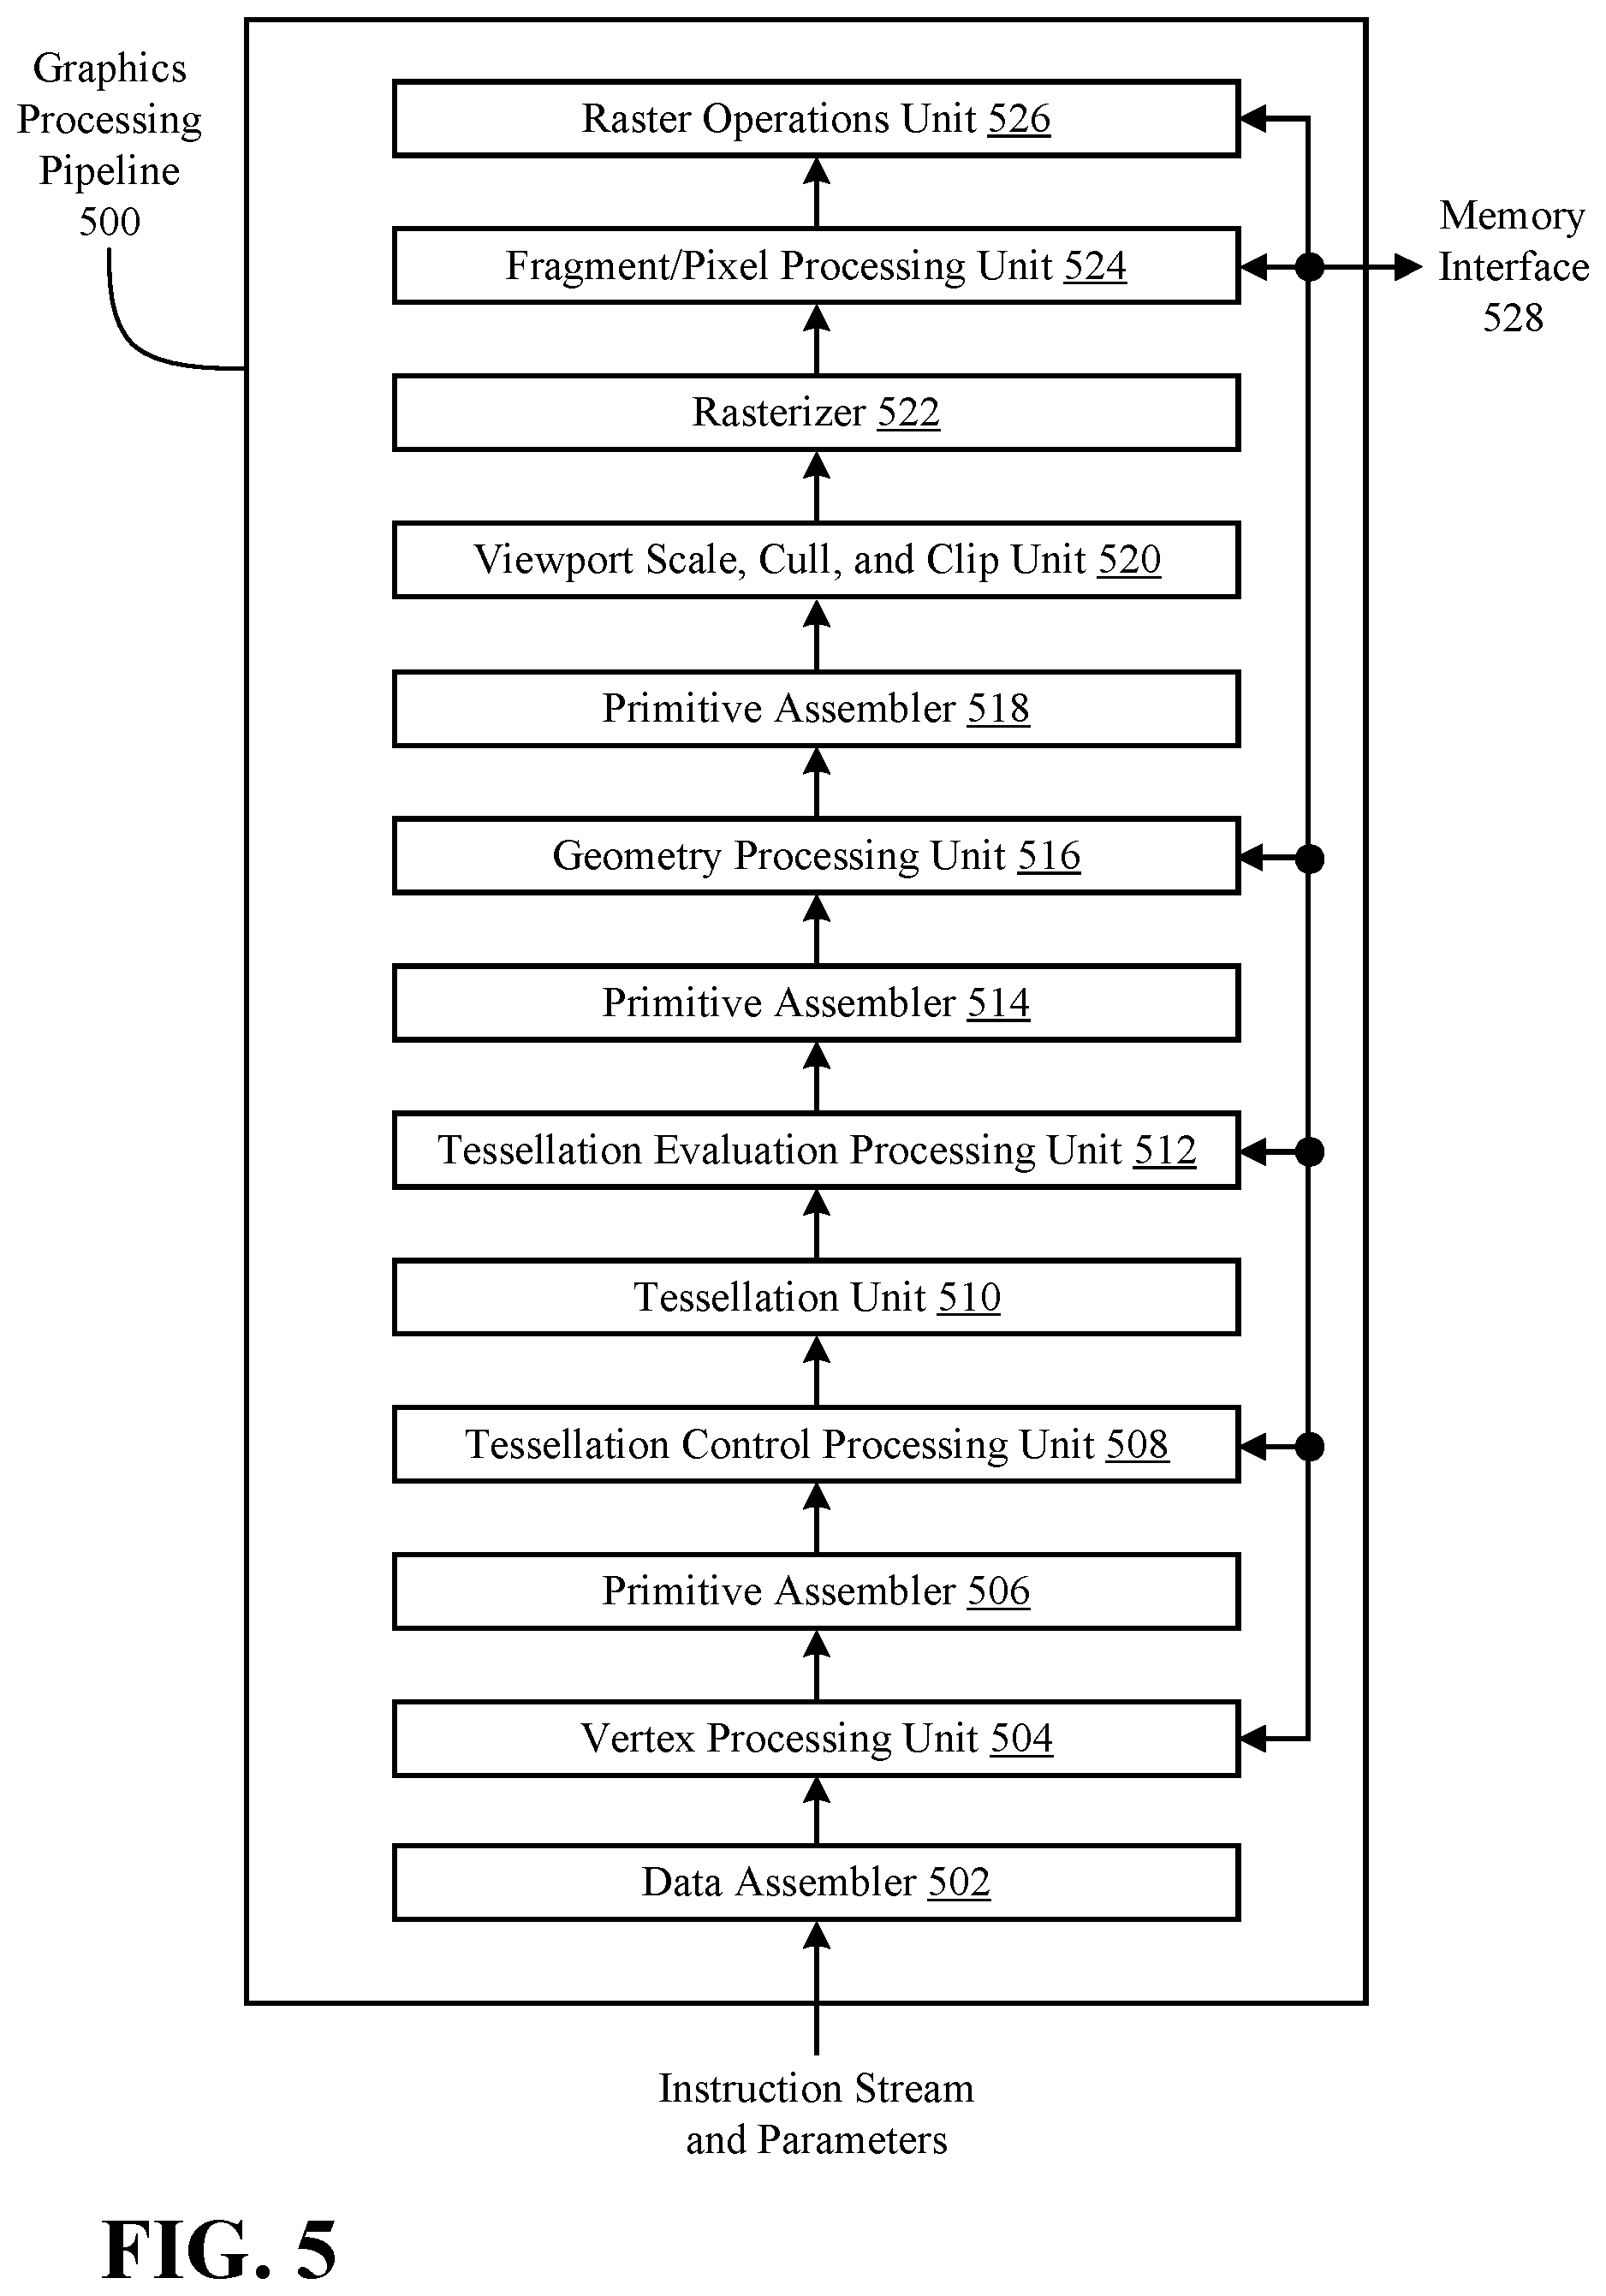 Graphics
Processing
Pipeline
500
Raster Operations Unit 526
Fragment/Pixel Processing Unit 524
Memory
Interface
528
Rasterizer 522
Viewport Scale, Cull, and Clip Unit 520
Primitive Assembler 518
Geometry Processing Unit 516
Primitive Assembler 514
Tessellation Evaluation Processing Unit 512
Tessellation Unit 510
Tessellation Control Processing Unit 508
Primitive Assembler 506
Vertex Processing Unit 504
Data Assembler 502
Instruction Stream
and Parameters
FIG. 5